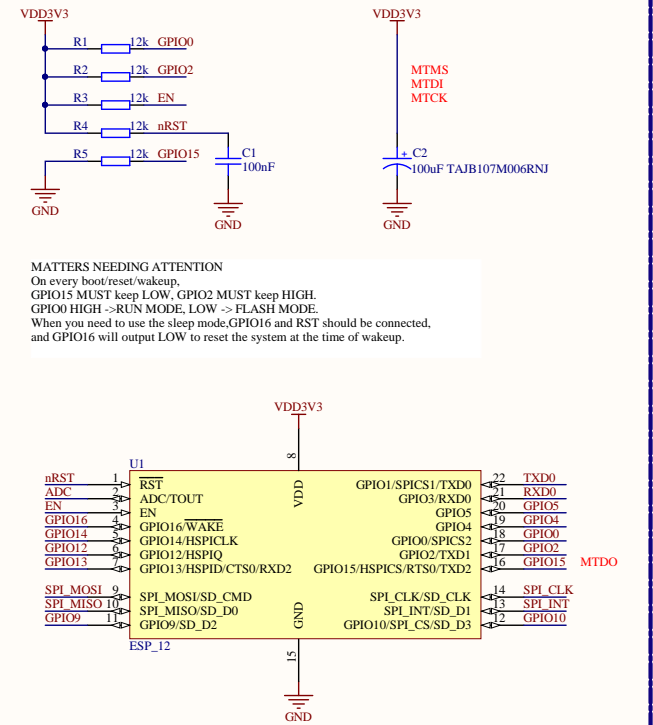 VDD3V3
R1 12k GPIO0
R2 12k GPIO2
R3 12k EN
R4 12k nRST
R5 12k GPIO15
C1
100nF
GND
GND
VDD3V3
MTMS
MTDI
MTCK
+ C2
100uF TAJB107M006RNJ
GND
MATTERS NEEDING ATTENTION
On every boot/reset/wakeup,
GPIO15 MUST keep LOW, GPIO2 MUST keep HIGH.
GPIO0 HIGH ->RUN MODE, LOW -> FLASH MODE.
When you need to use the sleep mode,GPIO16 and RST should be connected,
and GPIO16 will output LOW to reset the system at the time of wakeup.
VDD3V3
8
U1
VDD
nRST 1 RST GPIO1/SPICS1/TXD0 22 TXD0
ADC 2 ADC/TOUT GPIO3/RXD0 21 RXD0
EN 3 EN GPIO5 20 GPIO5
GPIO16 4 GPIO16/WAKE GPIO4 19 GPIO4
GPIO14 5 GPIO14/HSPICLK GPIO0/SPICS2 18 GPIO0
GPIO12 6 GPIO12/HSPIQ GPIO2/TXD1 17 GPIO2
GPIO13 7 GPIO13/HSPID/CTS0/RXD2 GPIO15/HSPICS/RTS0/TXD2 16 GPIO15 MTDO
SPI_MOSI 9 SPI_MOSI/SD_CMD SPI_CLK/SD_CLK 14 SPI_CLK
SPI_MISO 10 SPI_MISO/SD_D0 SPI_INT/SD_D1 13 SPI_INT
GPIO9 11 GPIO9/SD_D2 GPIO10/SPI_CS/SD_D3 12 GPIO10
GND
ESP_12
15
GND